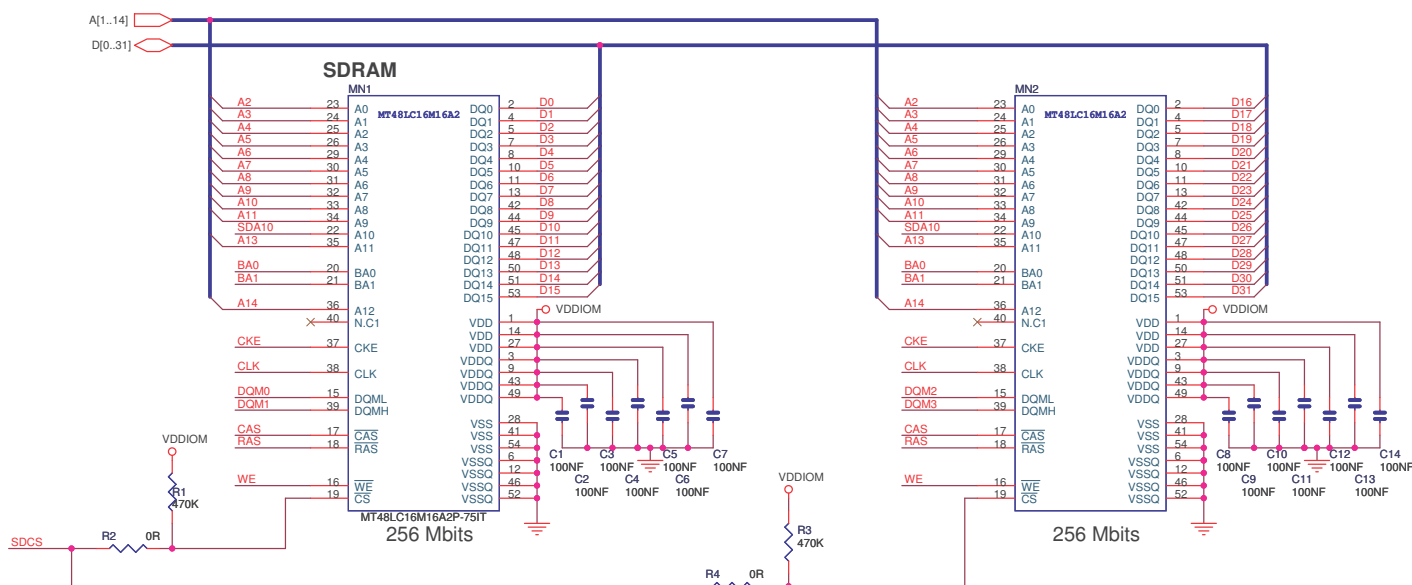 A[1..14]
D[0..31]
SDRAM
MN1
MT48LC16M16A2
A2 23 A0 DQ0 2 D0
A3 24 A1 DQ1 4 D1
A4 25 A2 DQ2 5 D2
A5 26 A3 DQ3 7 D3
A6 29 A4 DQ4 8 D4
A7 30 A5 DQ5 10 D5
A8 31 A6 DQ6 11 D6
A9 32 A7 DQ7 13 D7
A10 33 A8 DQ8 42 D8
A11 34 A9 DQ9 44 D9
SDA10 22 A10 DQ10 45 D10
A13 35 A11 DQ11 47 D11
DQ12 48 D12
BA0 20 BA0 DQ13 50 D13
BA1 21 BA1 DQ14 51 D14
DQ15 53 D15
A14 36 A12 VDDIOM
40 N.C1 VDD 1
VDD 14
CKE 37 CKE VDD 27
VDDQ 3
CLK 38 CLK VDDQ 9
VDDQ 43
DQM0 15 DQML VDDQ 49
DQM1 39 DQMH
VSS 28
CAS 17 CAS VSS 41
RAS 18 RAS VSS 54
VSSQ 6
VSSQ 12
WE 16 WE VSSQ 46
19 CS VSSQ 52
C1 C3 C5 C7
100NF 100NF 100NF 100NF
C2 C4 C6
100NF 100NF 100NF
MT48LC16M16A2P-75IT
256 Mbits
VDDIOM
R1
470K
SDCS
R2 0R
MN2
MT48LC16M16A2
A2 23 A0 DQ0 2 D16
A3 24 A1 DQ1 4 D17
A4 25 A2 DQ2 5 D18
A5 26 A3 DQ3 7 D19
A6 29 A4 DQ4 8 D20
A7 30 A5 DQ5 10 D21
A8 31 A6 DQ6 11 D22
A9 32 A7 DQ7 13 D23
A10 33 A8 DQ8 42 D24
A11 34 A9 DQ9 44 D25
SDA10 22 A10 DQ10 45 D26
A13 35 A11 DQ11 47 D27
DQ12 48 D28
BA0 20 BA0 DQ13 50 D29
BA1 21 BA1 DQ14 51 D30
DQ15 53 D31
A14 36 A12 VDDIOM
40 N.C1 VDD 1
VDD 14
CKE 37 CKE VDD 27
VDDQ 3
CLK 38 CLK VDDQ 9
VDDQ 43
DQM2 15 DQML VDDQ 49
DQM3 39 DQMH
VSS 28
CAS 17 CAS VSS 41
RAS 18 RAS VSS 54
VSSQ 6
VSSQ 12
WE 16 WE VSSQ 46
19 CS VSSQ 52
C8 C10 C12 C14
100NF 100NF 100NF 100NF
C9 C11 C13
100NF 100NF 100NF
256 Mbits
VDDIOM
R3
470K
R4 0R